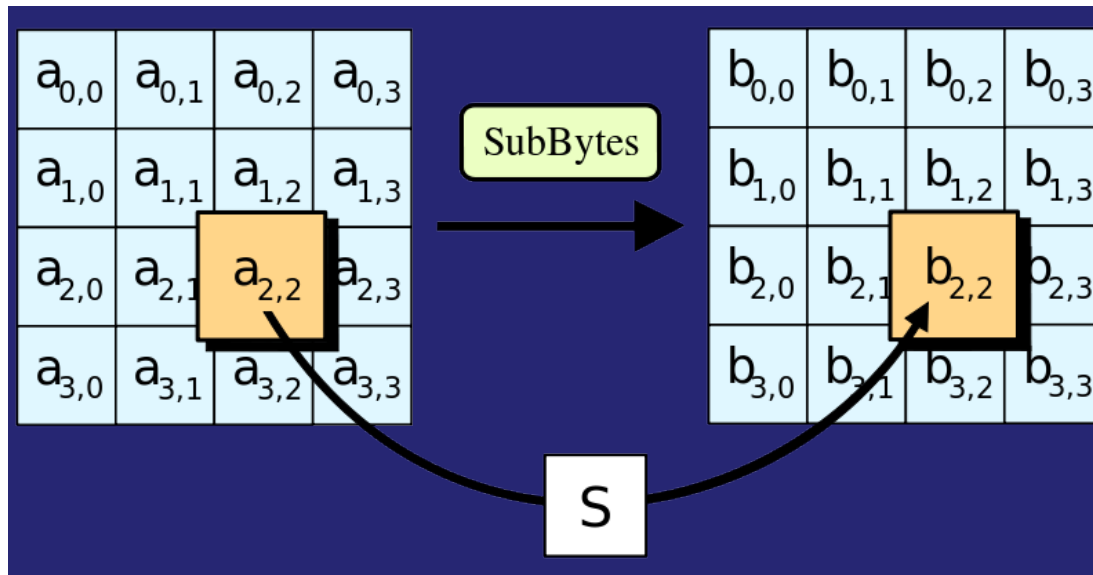 a0,0 a0,1 a0,2 a0,3 b0,0 b0,1 b0,2 b0,3
SubBytes
a1,0 a1,1 a1,2 a1,3 b1,0 b1,1 b1,2 b1,3
a2,0 a2,1 a2,2 a2,3 b2,0 b2,1 b2,2 b2,3
a3,0 a3,1 a3,2 a3,3 b3,0 b3,1 b3,2 b3,3
S